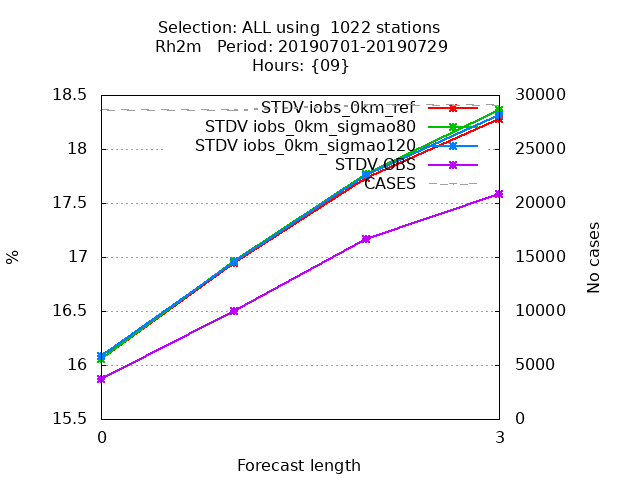 Selection: ALL using  1022 stations
Rh2m   Period: 20190701-20190729
Hours: {09}
18.5
18
17.5
17
16.5
16
15.5
%
STDV iobs_0km_ref
STDV iobs_0km_sigmao80
STDV iobs_0km_sigmao120
STDV OBS
CASES
30000
25000
20000
15000
10000
5000
0
No cases
0
3
Forecast length